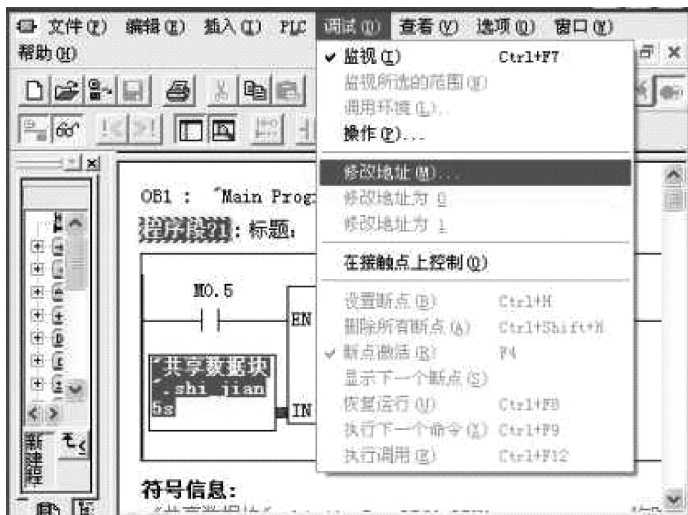 文件(F) 编辑(E) 插入(I) PLC 调试(D) 查看(V) 选项(O) 窗口(W)
帮助(H)
✓ 监视(I) Ctrl+F7
监视所选的范围(W)
调用环境(L)...
操作(P)...
修改地址(M)...
修改地址为 0
修改地址为 1
在接触点上控制(Q)
设置断点(B) Ctrl+H
删除所有断点(A) Ctrl+Shift+H
✓ 断点激活(R) F4
显示下一个断点(S)
恢复运行(U) Ctrl+F8
执行下一个命令(X) Ctrl+F9
执行调用(E) Ctrl+F12
OB1 : "Main Prog
程序段?1: 标题:
M0.5
EN
"共享数据块
".shi_jian
5s
IN
新建程
符号信息: